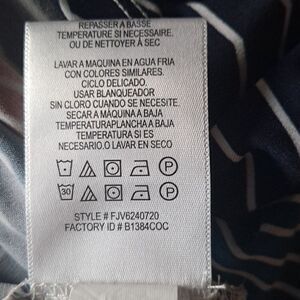 REPASSER A BASSE
TEMPERATURE SI NECESSAIRE.
OU DE NETTOYER À SEC
LAVAR A MAQUINA EN AGUA FRIA
CON COLORES SIMILARES.
CICLO DELICADO.
USAR BLANQUEADOR
SIN CLORO CUANDO SE NECESITE.
SECAR A MÁQUINA A BAJA
TEMPERATURAPLANCHA A BAJA
TEMPERATURA SI ES
NECESARIO.O LAVAR EN SECO
P
30 P
STYLE # FJV6240720
FACTORY ID # B1384COC